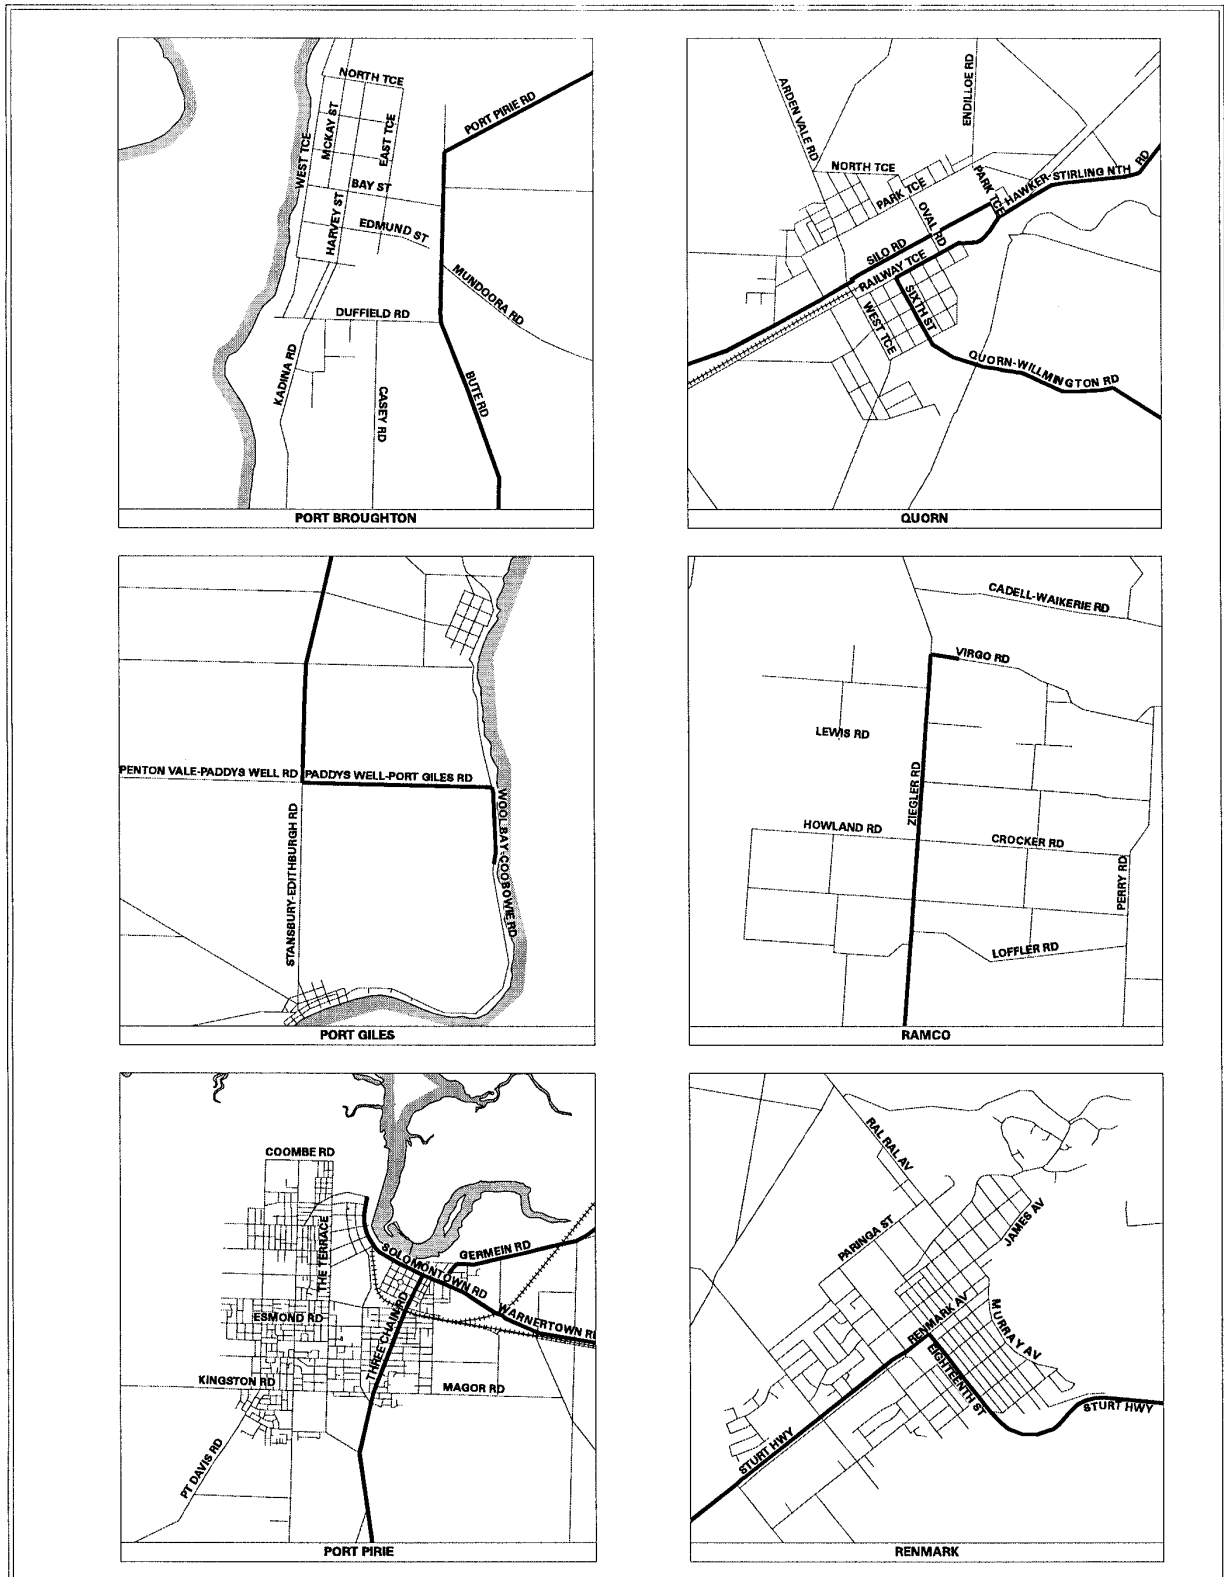 NORTH TCE
PORT PIRIE RD
MCKAY ST
EAST TCE
WEST TCE
BAY ST
HARVEY ST
EDMUND ST
MUNDOORA RD
DUFFIELD RD
KADINA RD
CASEY RD
BUTE RD
PORT BROUGHTON
ARDEN VALE RD
ENDILLOE RD
NORTH TCE
PARK TCE
PARK TCE
HAWKER-STIRLING NTH RD
OVAL RD
SILO RD
RAILWAY TCE
SIXTH ST
WEST TCE
QUORN-WILLMINGTON RD
QUORN
PENTON VALE-PADDYS WELL RD
PADDYS WELL-PORT GILES RD
WOOL BAY-COOBOWIE RD
STANSBURY-EDITHBURGH RD
PORT GILES
CADELL-WAIKERIE RD
VIRGO RD
LEWIS RD
ZIEGLER RD
HOWLAND RD
CROCKER RD
PERRY RD
LOFFLER RD
RAMCO
COOMBE RD
THE TERRACE
SOLOMONTOWN RD
GERMEIN RD
ESMOND RD
THREE CHAIN RD
WARNERTOWN RD
KINGSTON RD
MAGOR RD
PT DAVIS RD
PORT PIRIE
RAL RAL AV
PARINGA ST
JAMES AV
RENMARK AV
MURRAY AV
EIGHTEENTH ST
STURT HWY
STURT HWY
RENMARK